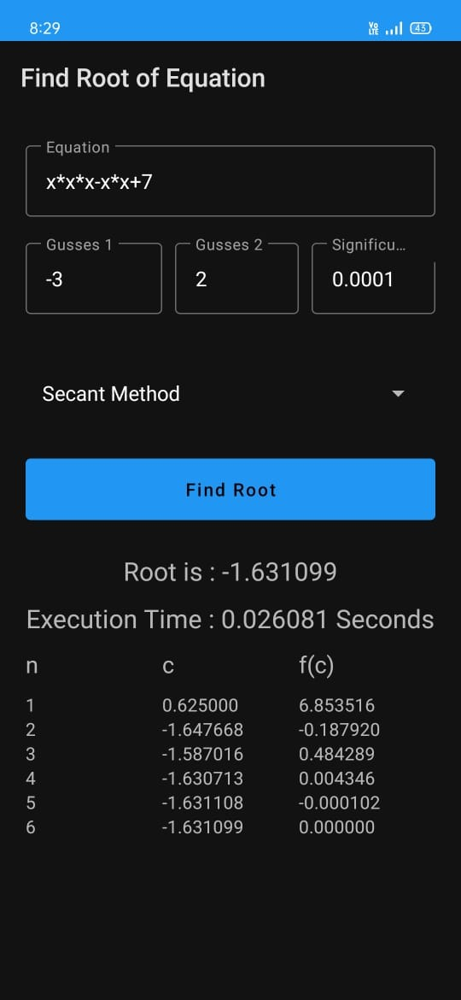 8:29 Vo LTE 43
Find Root of Equation
Equation
x*x*x-x*x+7
Gusses 1 Gusses 2 Significu...
-3 2 0.0001
Secant Method
Find Root
Root is : -1.631099
Execution Time : 0.026081 Seconds
n c f(c)
1 0.625000 6.853516
2 -1.647668 -0.187920
3 -1.587016 0.484289
4 -1.630713 0.004346
5 -1.631108 -0.000102
6 -1.631099 0.000000